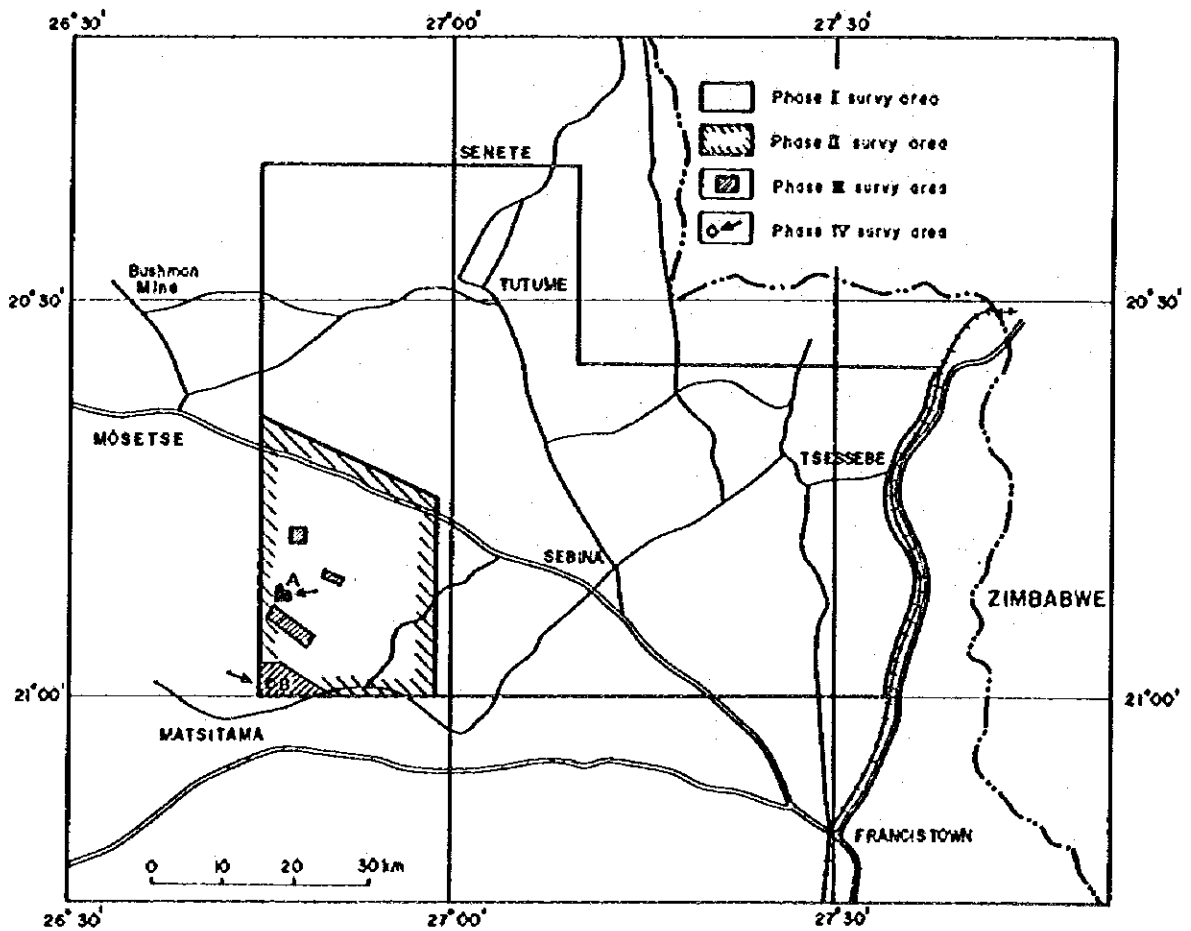 26°30'
27°00'
27°30'
Phase I survy area
SENETE
Phase II survy area
Phase III survy area
Phase IV survy area
Bushman
Mine
TUTUME
20°30'
20°30'
MOSETSE
TSESSEBE
SEBINA
A
ZIMBABWE
B
21°00'
21°00'
MATSITAMA
FRANCISTOWN
0 10 20 30 km
26°30'
27°00'
27°30'